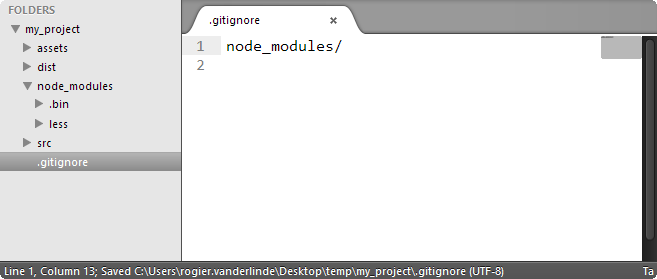 FOLDERS
my_project
assets
dist
node_modules
.bin
less
src
.gitignore
.gitignore ×
1 node_modules/
2
Line 1, Column 13; Saved C:\Users\rogier.vanderlinde\Desktop\temp\my_project\.gitignore (UTF-8) Ta